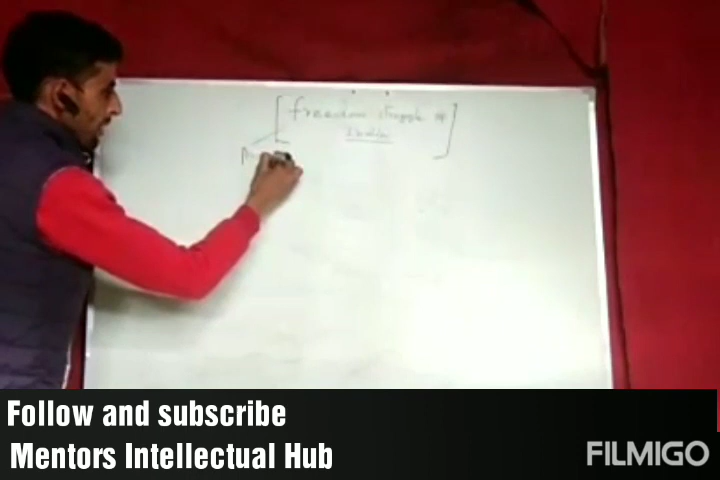 freedom struggle of
India
Follow and subscribe
Mentors Intellectual Hub
FILMIGO